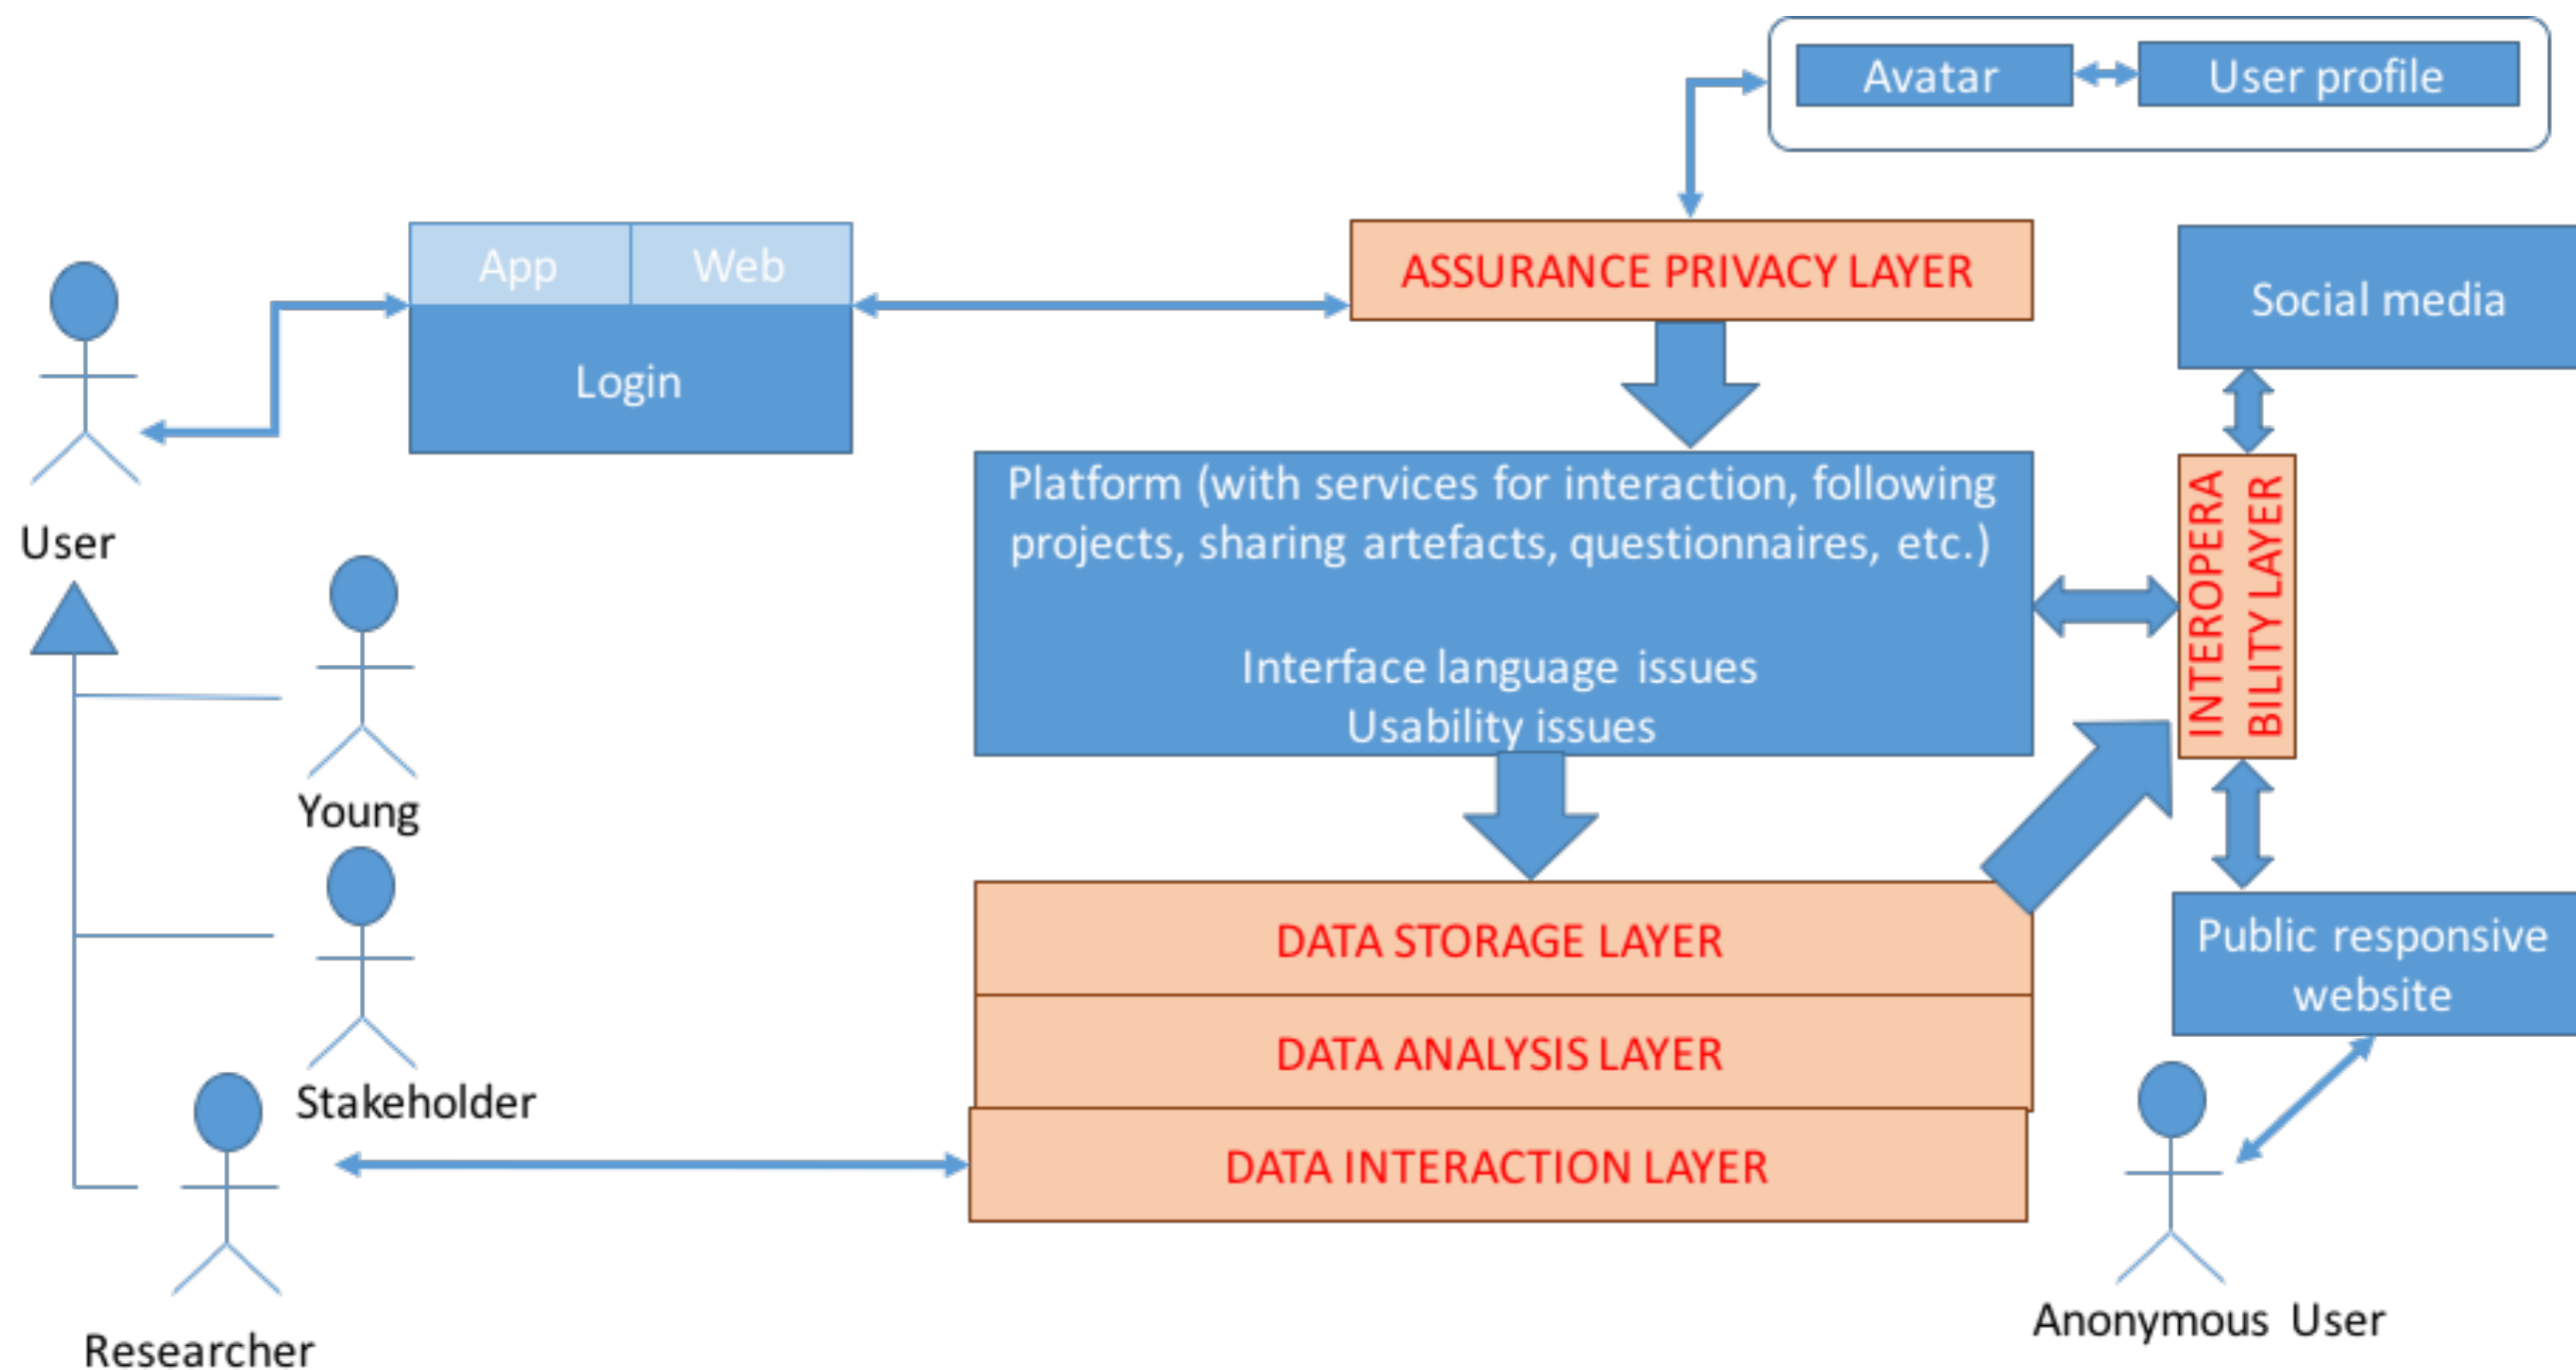 Avatar
User profile
App
Web
ASSURANCE PRIVACY LAYER
Social media
Login
Platform (with services for interaction, following
projects, sharing artefacts, questionnaires, etc.)
Interface language issues
Usability issues
INTEROPERA
BILITY LAYER
User
Young
Stakeholder
Researcher
DATA STORAGE LAYER
DATA ANALYSIS LAYER
DATA INTERACTION LAYER
Public responsive
website
Anonymous User